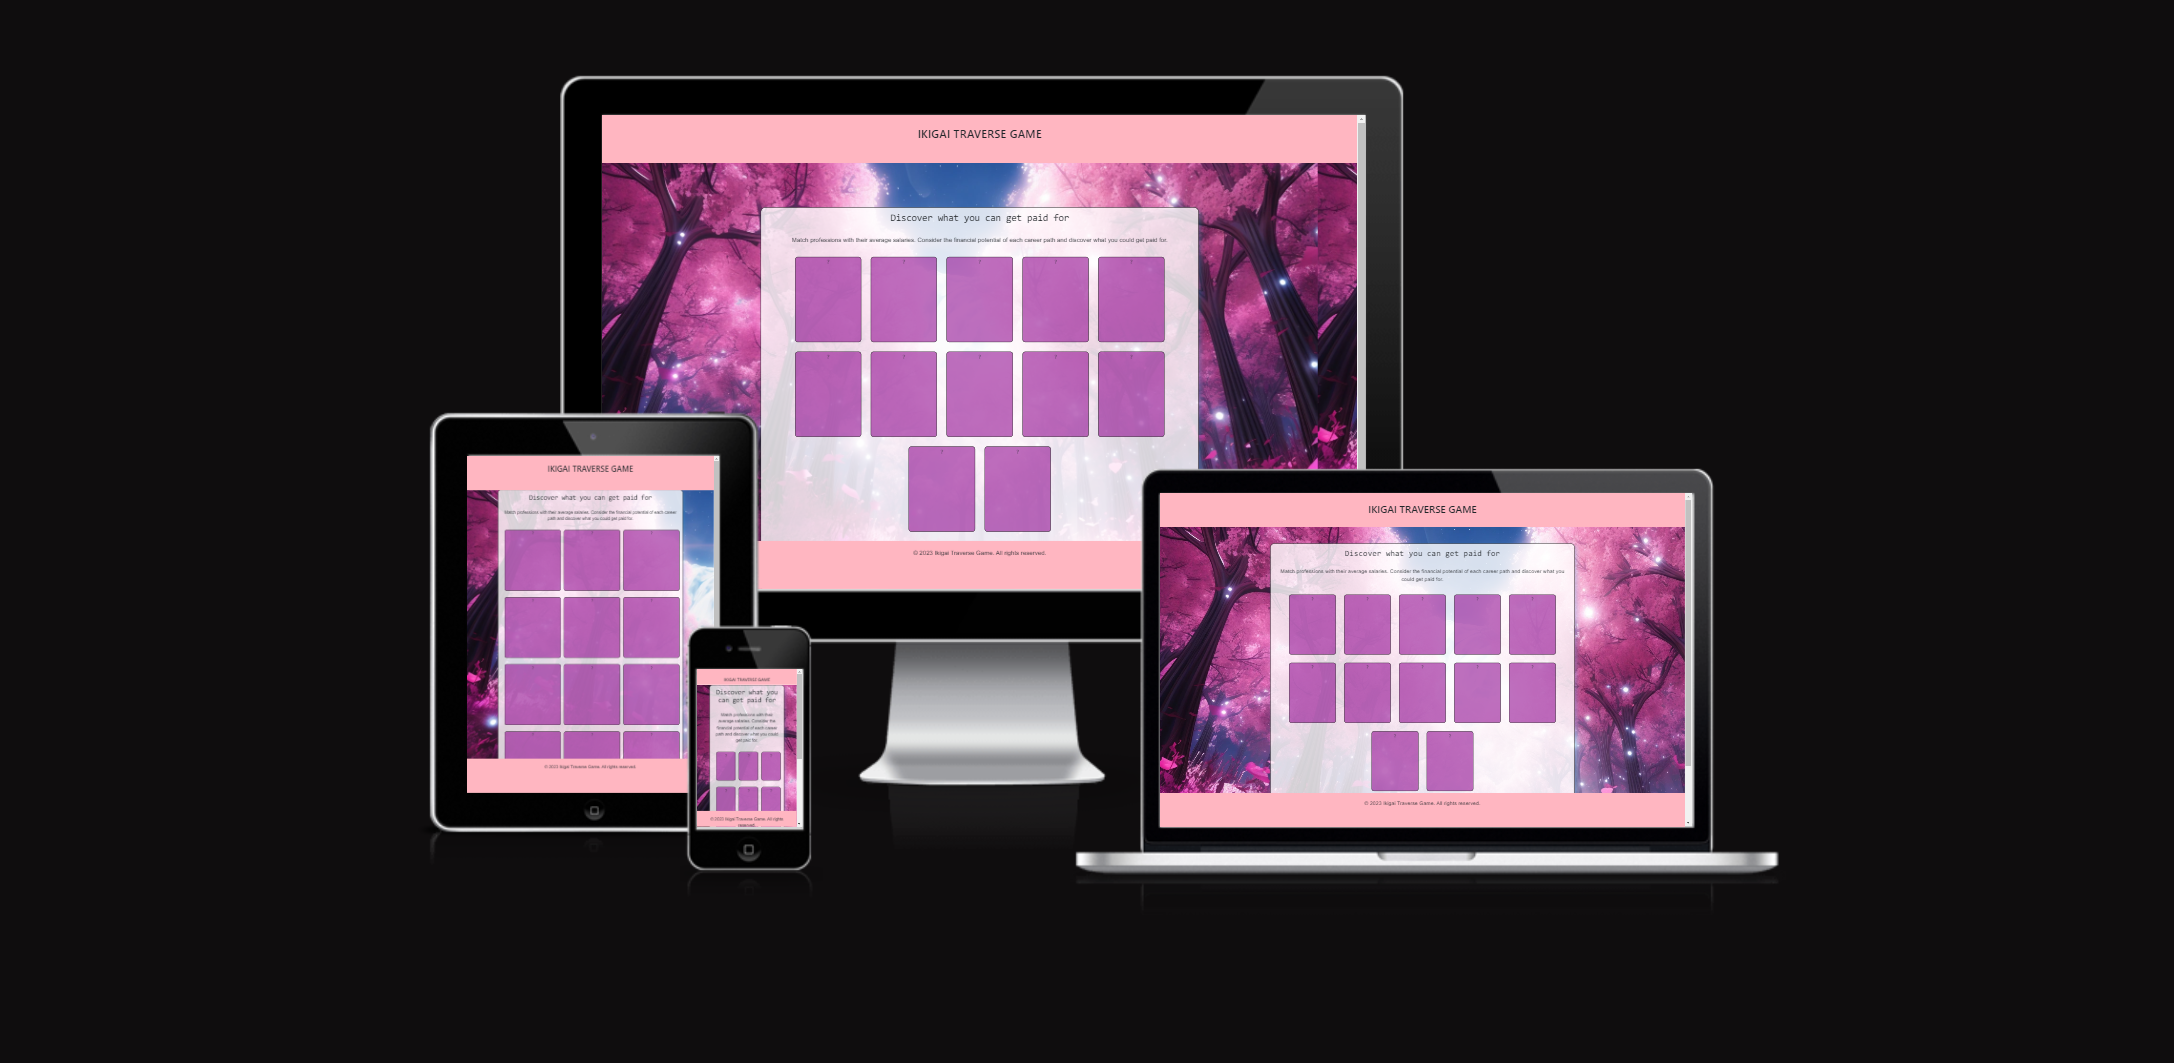 IKIGAI TRAVERSE GAME
Discover what you can get paid for
Match professions with their average salaries. Consider the financial potential of each career path and discover what you could get paid for.
? ? ? ? ?
? ? ? ? ?
? ?
© 2023 Ikigai Traverse Game. All rights reserved.
IKIGAI TRAVERSE GAME
Discover what you can get paid for
Match professions with their average salaries. Consider the financial potential of each career
path and discover what you could get paid for.
© 2023 Ikigai Traverse Game. All rights reserved.
IKIGAI TRAVERSE GAME
Discover what you
can get paid for
Match professions with their
average salaries. Consider the
financial potential of each career
path and discover what you could
get paid for.
© 2023 Ikigai Traverse Game. All rights
reserved.
IKIGAI TRAVERSE GAME
Discover what you can get paid for
Match professions with their average salaries. Consider the financial potential of each career path and discover what you
could get paid for.
? ? ? ? ?
? ? ? ? ?
? ?
© 2023 Ikigai Traverse Game. All rights reserved.